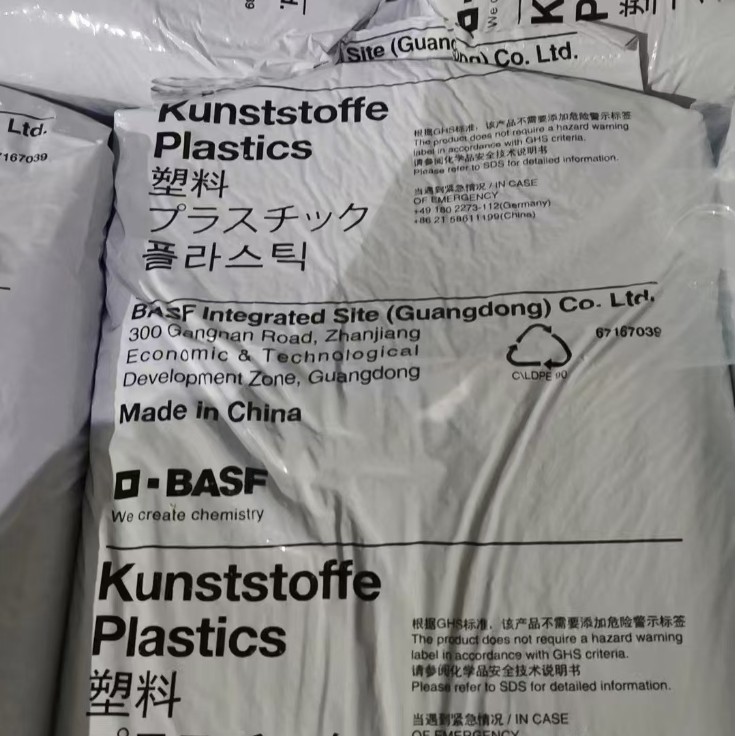 Site (Guang
Co. Ltd.
Ltd.
167039
Kunststoffe
Plastics
塑料
プラスチック
플라스틱
根据GHS标准，该产品不需要添加危险警示标签
The product does not require a hazard warning
label in accordance with GHS criteria.
请参阅化学品安全技术说明书
Please refer to SDS for detailed information.
当遇到紧急情况 / IN CASE
OF EMERGENCY
+49 180 2273-112(Germany)
+86 21 58611199(China)
BASF Integrated Site (Guangdong) Co. Ltd.
300 Gangnan Road, Zhanjiang
Economic & Technological
Development Zone, Guangdong
67167039
C\LDPE 90
Made in China
BASF
We create chemistry
Kunststoffe
Plastics
塑料
根据GHS标准，该产品不需要添加危险警示标签
The product does not require a hazard warning
label in accordance with GHS criteria.
请参阅化学品安全技术说明书
Please refer to SDS for detailed information.
当遇到紧急情况 / IN CASE
OF EMERGENCY